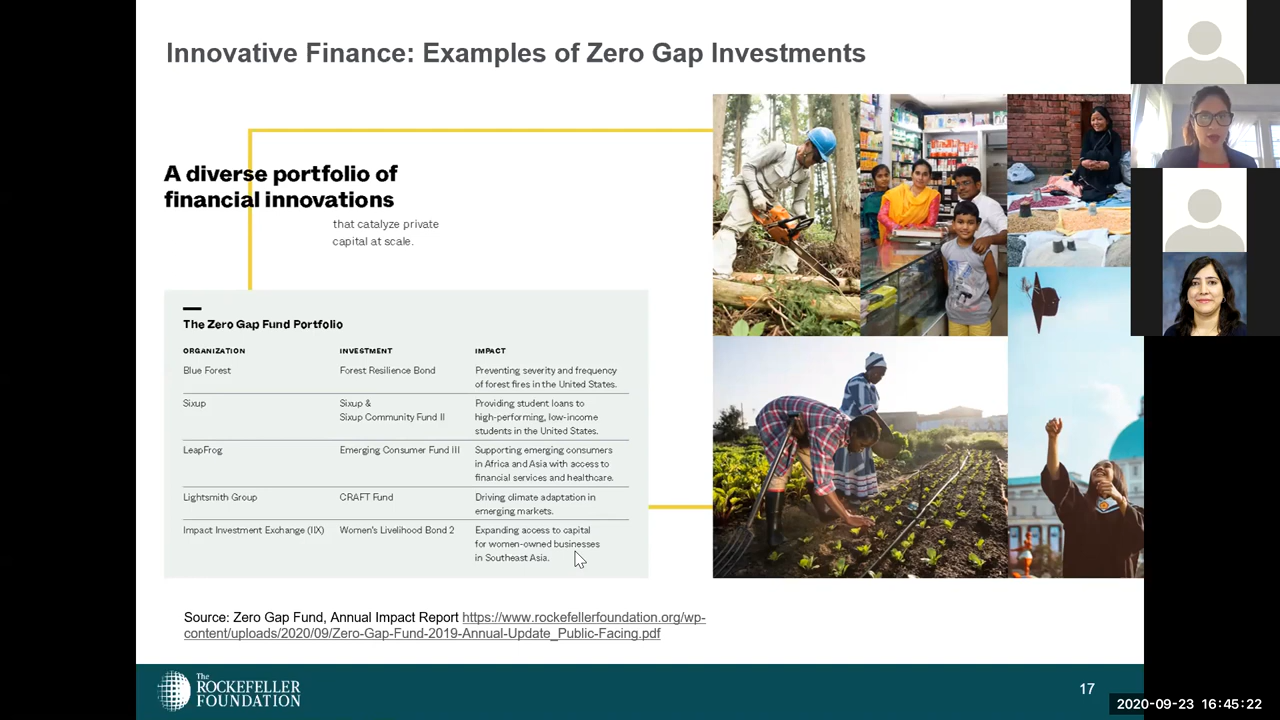 Innovative Finance: Examples of Zero Gap Investments
A diverse portfolio of
financial innovations
that catalyze private
capital at scale.
The Zero Gap Fund Portfolio
ORGANIZATION INVESTMENT IMPACT
Blue Forest Forest Resilience Bond Preventing severity and frequency
of forest fires in the United States.
Sixup Sixup & Providing student loans to
Sixup Community Fund II high-performing, low-income
students in the United States.
LeapFrog Emerging Consumer Fund III Supporting emerging consumers
in Africa and Asia with access to
financial services and healthcare.
Lightsmith Group CRAFT Fund Driving climate adaptation in
emerging markets.
Impact Investment Exchange (IIX) Women's Livelihood Bond 2 Expanding access to capital
for women-owned businesses
in Southeast Asia.
Source: Zero Gap Fund, Annual Impact Report https://www.rockefellerfoundation.org/wp-
content/uploads/2020/09/Zero-Gap-Fund-2019-Annual-Update_Public-Facing.pdf
The
ROCKEFELLER
FOUNDATION
17
2020-09-23 16:45:22